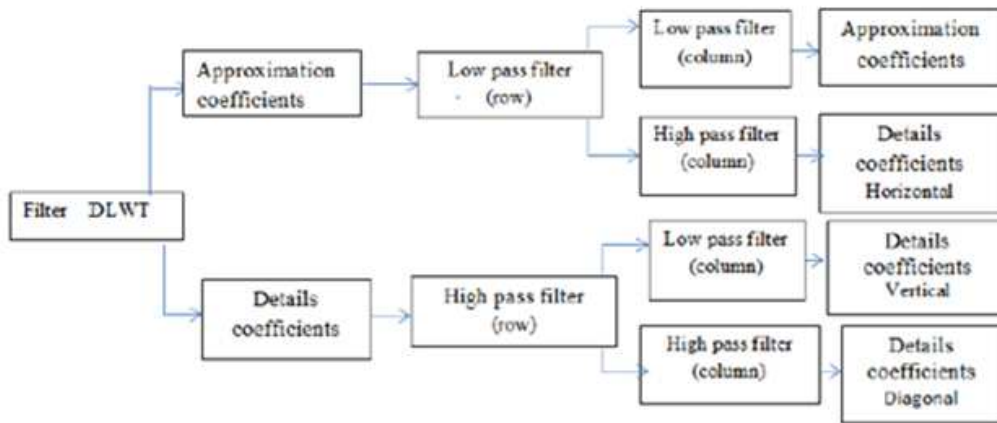 Filter DLWT
Approximation
coefficients
Low pass filter
(row)
Low pass filter
(column)
Approximation
coefficients
High pass filter
(column)
Details
coefficients
Horizontal
Details
coefficients
High pass filter
(row)
Low pass filter
(column)
Details
coefficients
Vertical
High pass filter
(column)
Details
coefficients
Diagonal